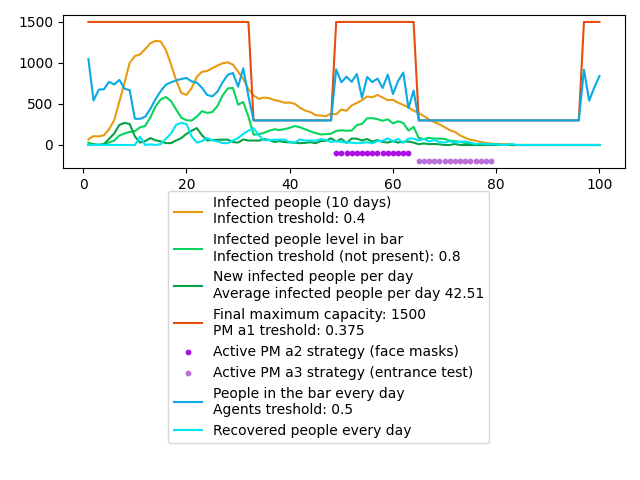 1500
1000
500
0
0
20
40
60
80
100
Infected people (10 days)
Infection treshold: 0.4
Infected people level in bar
Infection treshold (not present): 0.8
New infected people per day
Average infected people per day 42.51
Final maximum capacity: 1500
PM a1 treshold: 0.375
Active PM a2 strategy (face masks)
Active PM a3 strategy (entrance test)
People in the bar every day
Agents treshold: 0.5
Recovered people every day